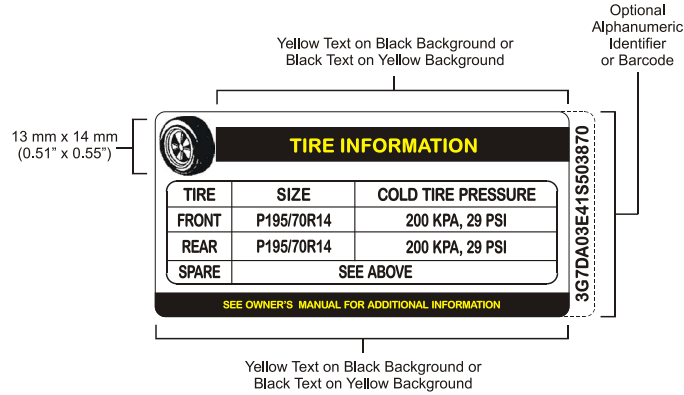 Optional
Alphanumeric
Identifier
or Barcode
Yellow Text on Black Background or
Black Text on Yellow Background
13 mm x 14 mm
(0.51" x 0.55")
TIRE INFORMATION
TIRE SIZE COLD TIRE PRESSURE
FRONT P195/70R14 200 KPA, 29 PSI
REAR P195/70R14 200 KPA, 29 PSI
SPARE SEE ABOVE
SEE OWNER'S MANUAL FOR ADDITIONAL INFORMATION
3G7DA03E41S503870
Yellow Text on Black Background or
Black Text on Yellow Background